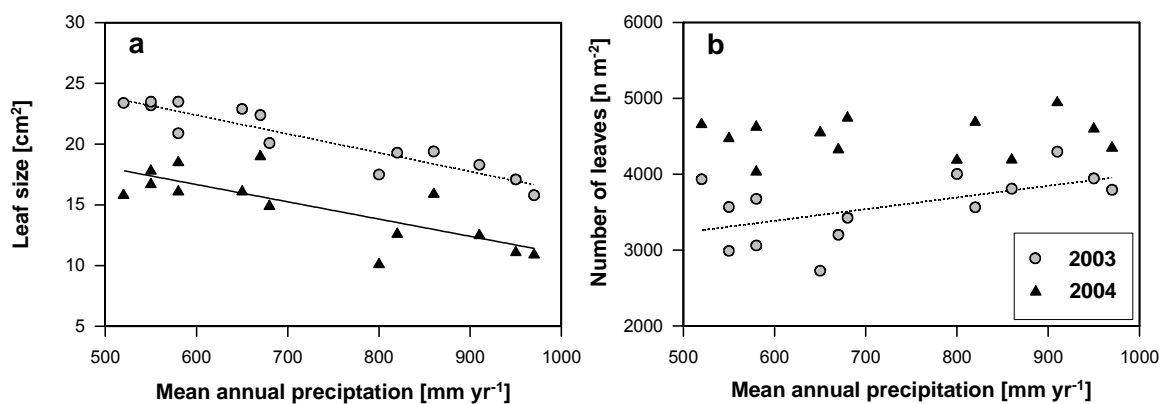 a
30
25
20
15
10
5
Leaf size [cm²]
500 600 700 800 900 1000
Mean annual preciptation [mm yr⁻¹]
b
6000
5000
4000
3000
2000
Number of leaves [n m⁻²]
2003
2004
500 600 700 800 900 1000
Mean annual precipitation [mm yr⁻¹]